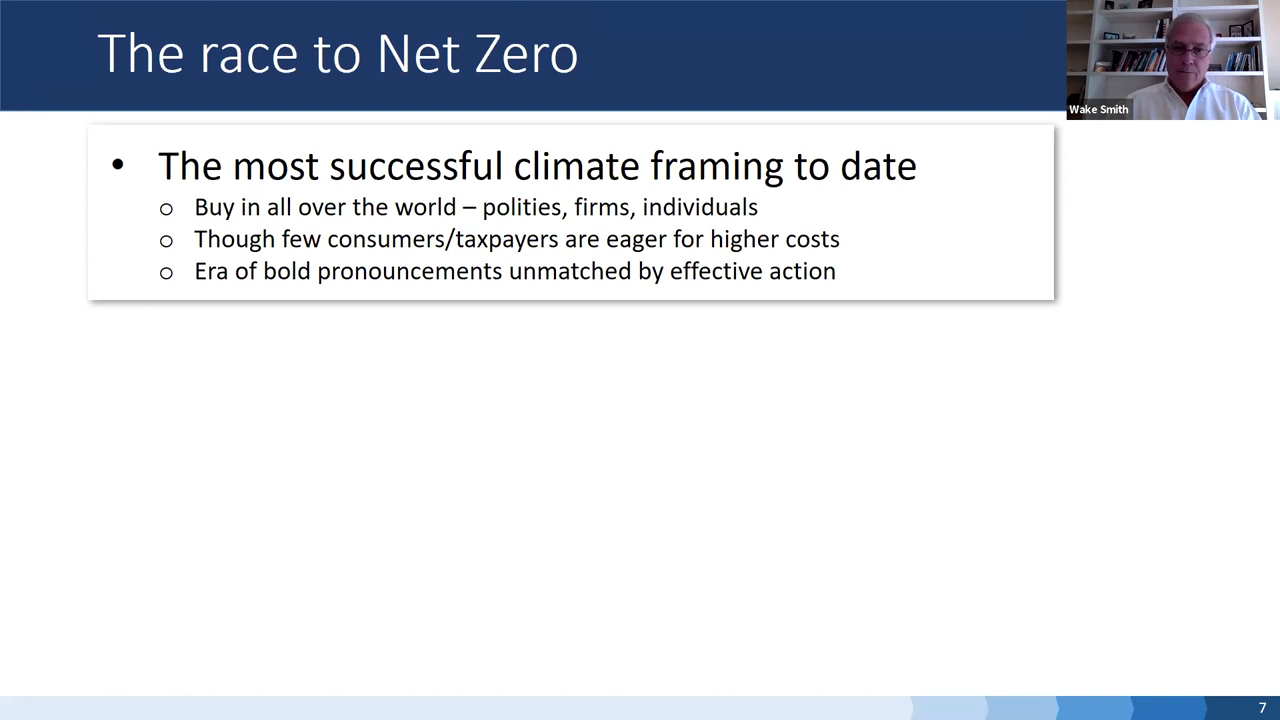 The race to Net Zero
Wake Smith
• The most successful climate framing to date
o Buy in all over the world – polities, firms, individuals
o Though few consumers/taxpayers are eager for higher costs
o Era of bold pronouncements unmatched by effective action
7